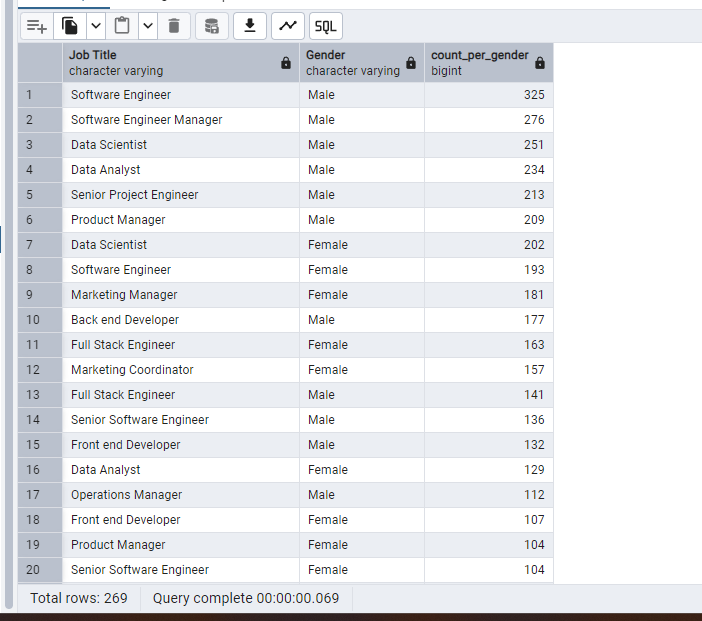 SQL
Job Title Gender count_per_gender
character varying character varying bigint
1 Software Engineer Male 325
2 Software Engineer Manager Male 276
3 Data Scientist Male 251
4 Data Analyst Male 234
5 Senior Project Engineer Male 213
6 Product Manager Male 209
7 Data Scientist Female 202
8 Software Engineer Female 193
9 Marketing Manager Female 181
10 Back end Developer Male 177
11 Full Stack Engineer Female 163
12 Marketing Coordinator Female 157
13 Full Stack Engineer Male 141
14 Senior Software Engineer Male 136
15 Front end Developer Male 132
16 Data Analyst Female 129
17 Operations Manager Male 112
18 Front end Developer Female 107
19 Product Manager Female 104
20 Senior Software Engineer Female 104
Total rows: 269 Query complete 00:00:00.069